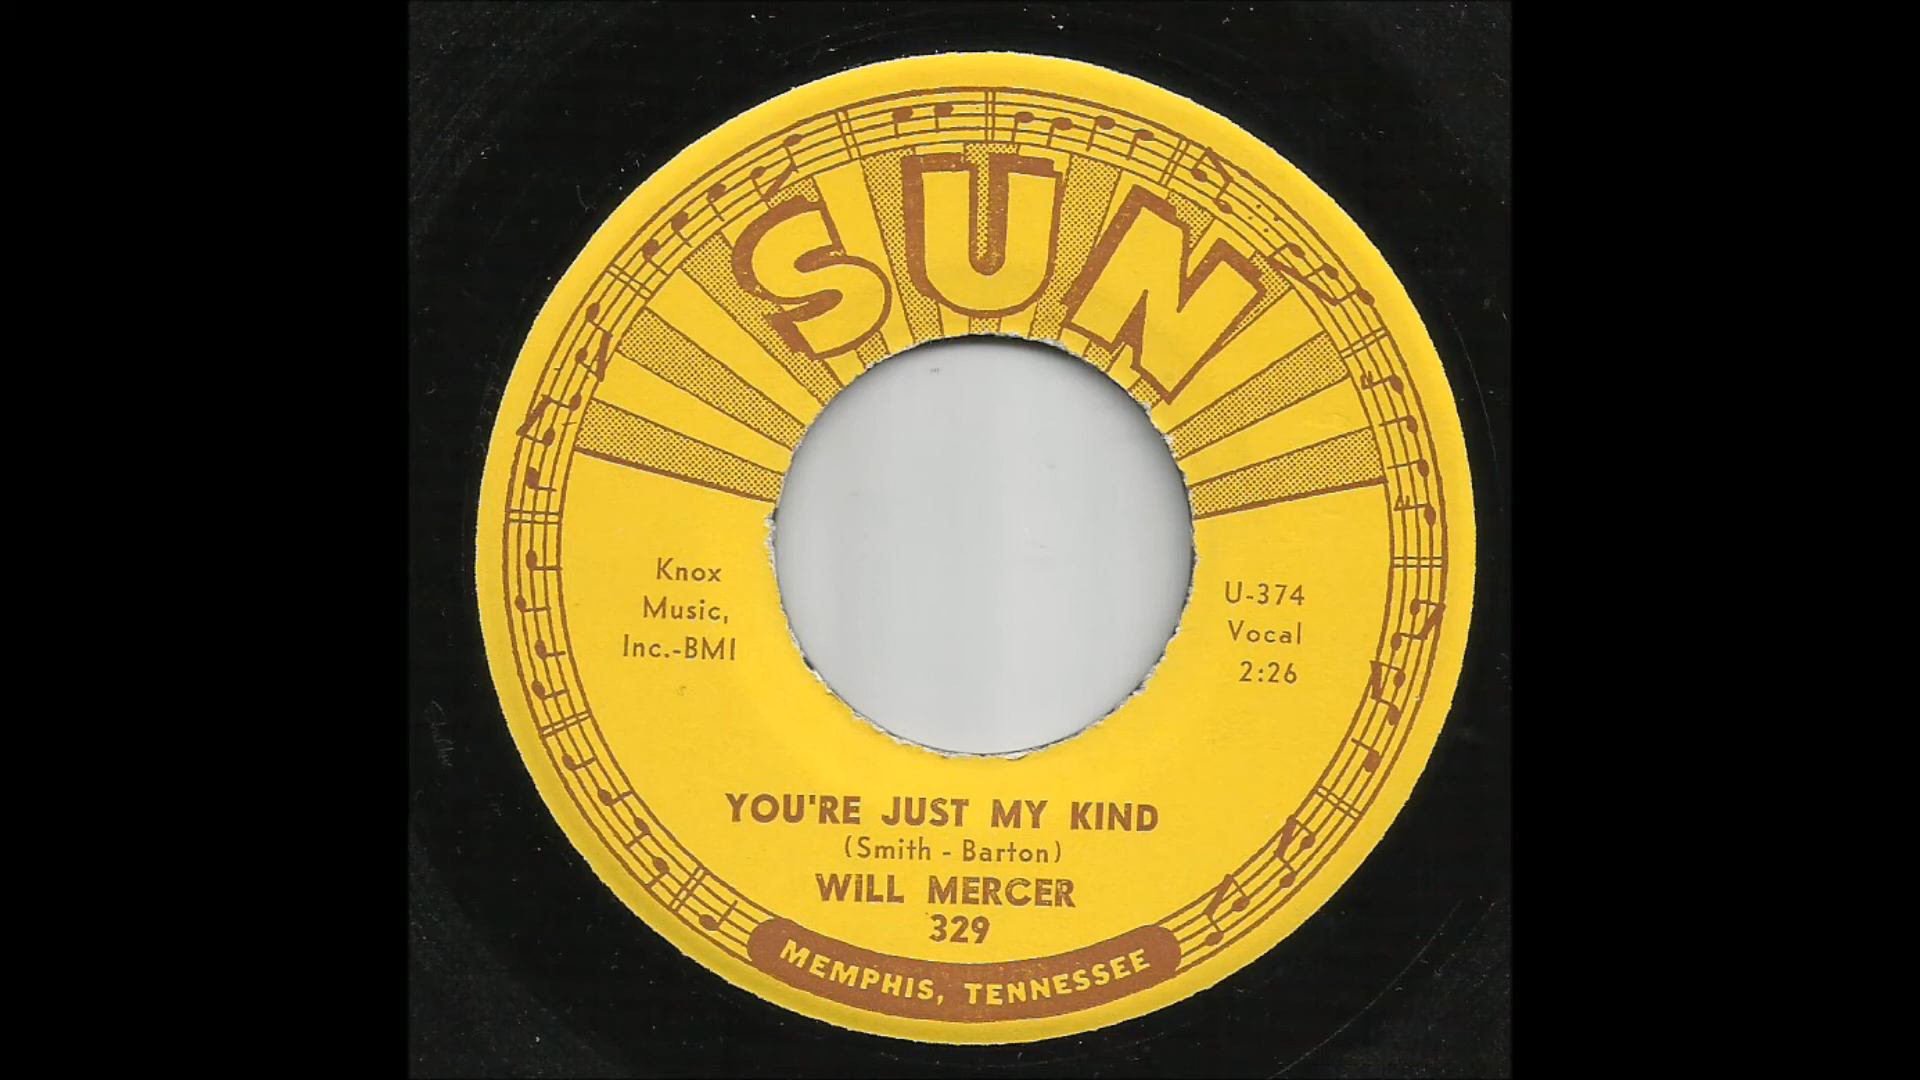 SUN
Knox
Music,
Inc.-BMI
U-374
Vocal
2:26
YOU'RE JUST MY KIND
(Smith - Barton)
WILL MERCER
329
MEMPHIS, TENNESSEE